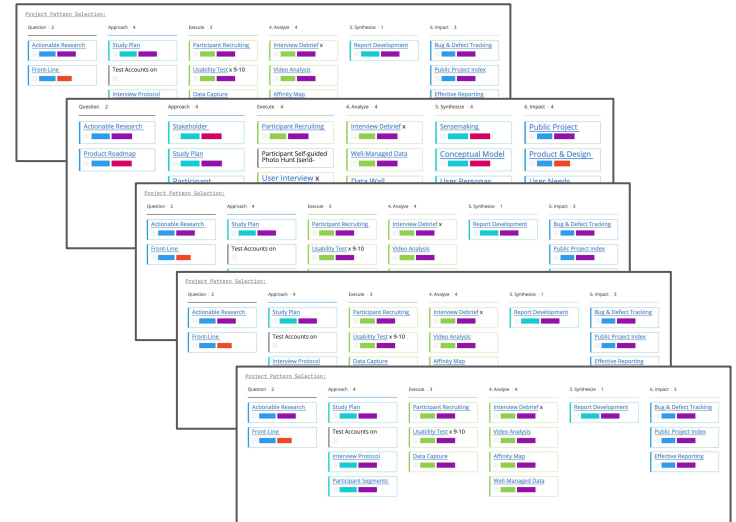 Project Pattern Selection:
Question · 2 Approach · 4 Execute · 3 4. Analyze · 4 5. Synthesize · 1 6. Impact · 3
Actionable Research Study Plan Participant Recruiting Interview Debrief x Report Development Bug & Defect Tracking
Front-Line Test Accounts on Usability Test x 9-10 Video Analysis Public Project Index
Interview Protocol Data Capture Affinity Map Effective Reporting
Question · 2 Approach · 4 Execute · 4 4. Analyze · 4 5. Synthesize · 4 6. Impact · 4
Actionable Research Stakeholder Participant Recruiting Interview Debrief x Sensemaking Public Project
Product Roadmap Study Plan Participant Self-guided Well-Managed Data Conceptual Model Product & Design
Photo Hunt (send-
Participant User Interview x Data Wall User Personas User Needs
Project Pattern Selection:
Question · 2 Approach · 4 Execute · 3 4. Analyze · 4 5. Synthesize · 1 6. Impact · 3
Actionable Research Study Plan Participant Recruiting Interview Debrief x Report Development Bug & Defect Tracking
Front-Line Test Accounts on Usability Test x 9-10 Video Analysis Public Project Index
Project Pattern Selection:
Question · 2 Approach · 4 Execute · 3 4. Analyze · 4 5. Synthesize · 1 6. Impact · 3
Actionable Research Study Plan Participant Recruiting Interview Debrief x Report Development Bug & Defect Tracking
Front-Line Test Accounts on Usability Test x 9-10 Video Analysis Public Project Index
Interview Protocol Data Capture Affinity Map Effective Reporting
Project Pattern Selection:
Question · 2 Approach · 4 Execute · 3 4. Analyze · 4 5. Synthesize · 1 6. Impact · 3
Actionable Research Study Plan Participant Recruiting Interview Debrief x Report Development Bug & Defect Tracking
Front-Line Test Accounts on Usability Test x 9-10 Video Analysis Public Project Index
Interview Protocol Data Capture Affinity Map Effective Reporting
Participant Segments Well-Managed Data